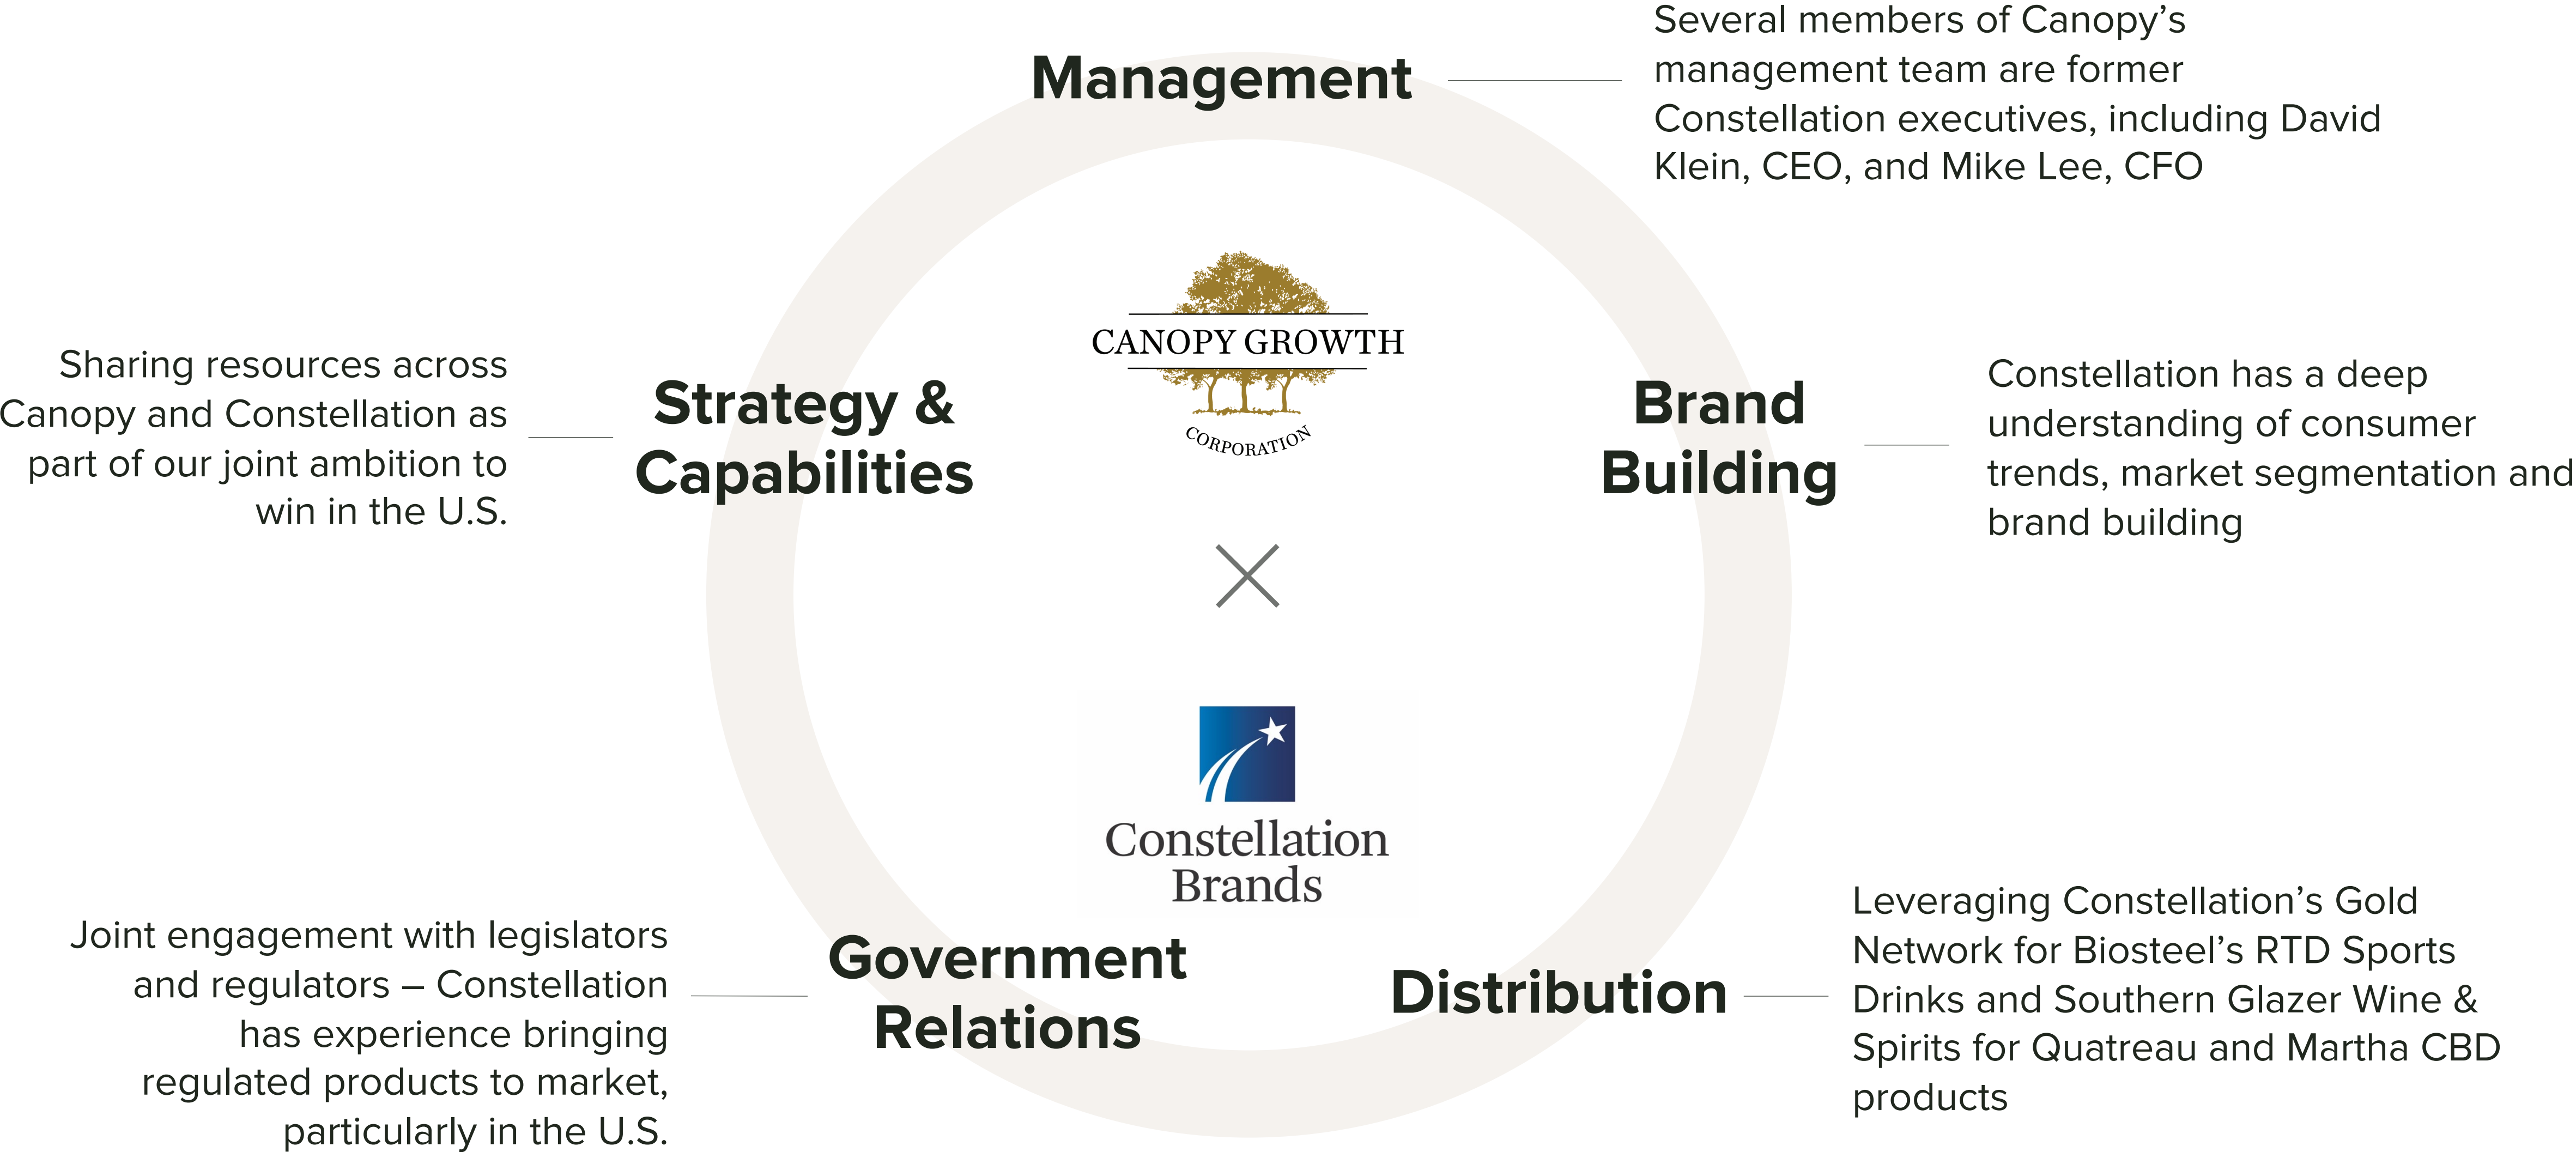 Management
Several members of Canopy’s
management team are former
Constellation executives, including David
Klein, CEO, and Mike Lee, CFO
CANOPY GROWTH
CORPORATION
Sharing resources across
Canopy and Constellation as
part of our joint ambition to
win in the U.S.
Strategy &
Capabilities
Brand
Building
Constellation has a deep
understanding of consumer
trends, market segmentation and
brand building
Constellation
Brands
Joint engagement with legislators
and regulators – Constellation
has experience bringing
regulated products to market,
particularly in the U.S.
Government
Relations
Distribution
Leveraging Constellation’s Gold
Network for Biosteel’s RTD Sports
Drinks and Southern Glazer Wine &
Spirits for Quatreau and Martha CBD
products